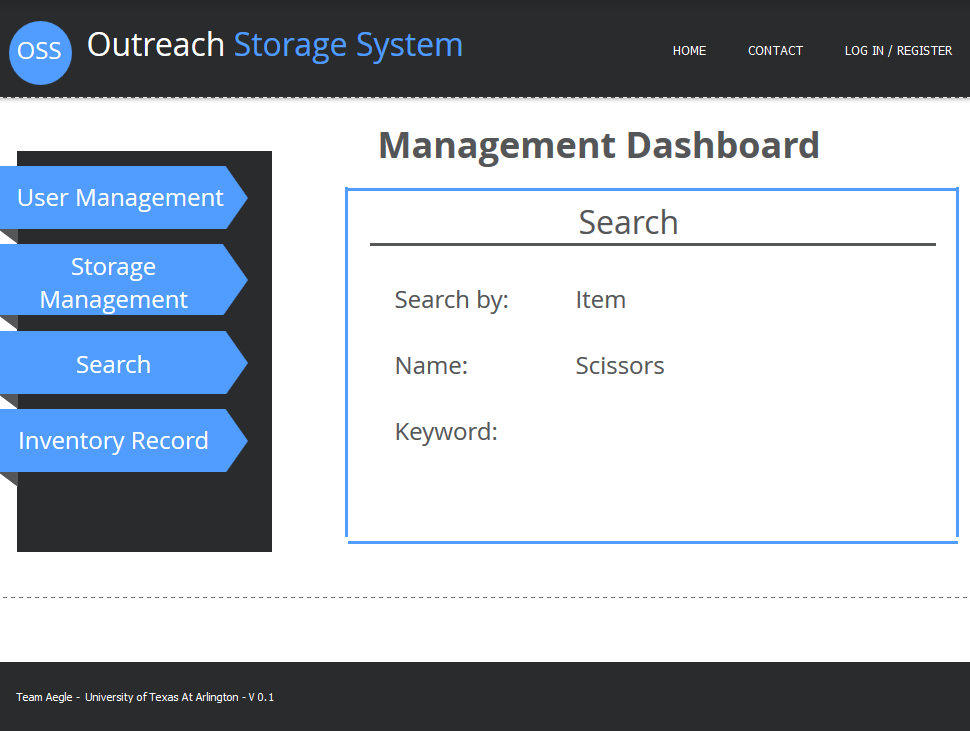 OSS
Outreach Storage System
HOME
CONTACT
LOG IN / REGISTER
Management Dashboard
User Management
Storage
Management
Search
Inventory Record
Search
Search by: Item
Name: Scissors
Keyword:
Team Aegle - University of Texas At Arlington - V 0.1